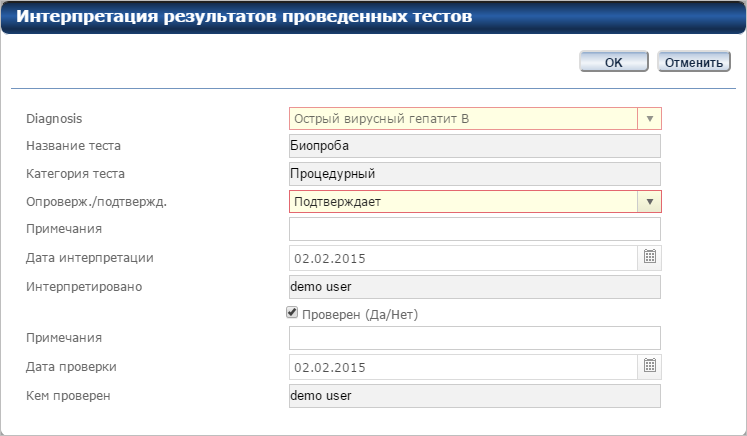 Интерпретация результатов проведенных тестов
ОК Отменить
Diagnosis Острый вирусный гепатит В
Название теста Биопроба
Категория теста Процедурный
Опроверж./подтвержд. Подтверждает
Примечания
Дата интерпретации 02.02.2015
Интерпретировано demo user
Проверен (Да/Нет)
Примечания
Дата проверки 02.02.2015
Кем проверен demo user